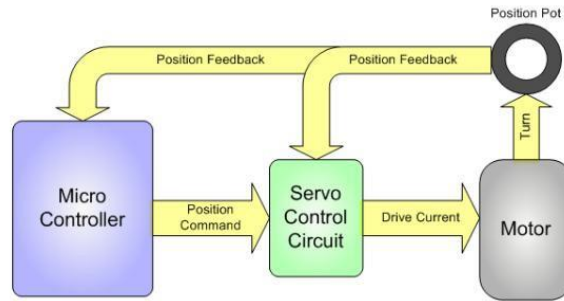 Position Pot
Position Feedback
Position Feedback
Turn
Micro
Controller
Position
Command
Servo
Control
Circuit
Drive Current
Motor